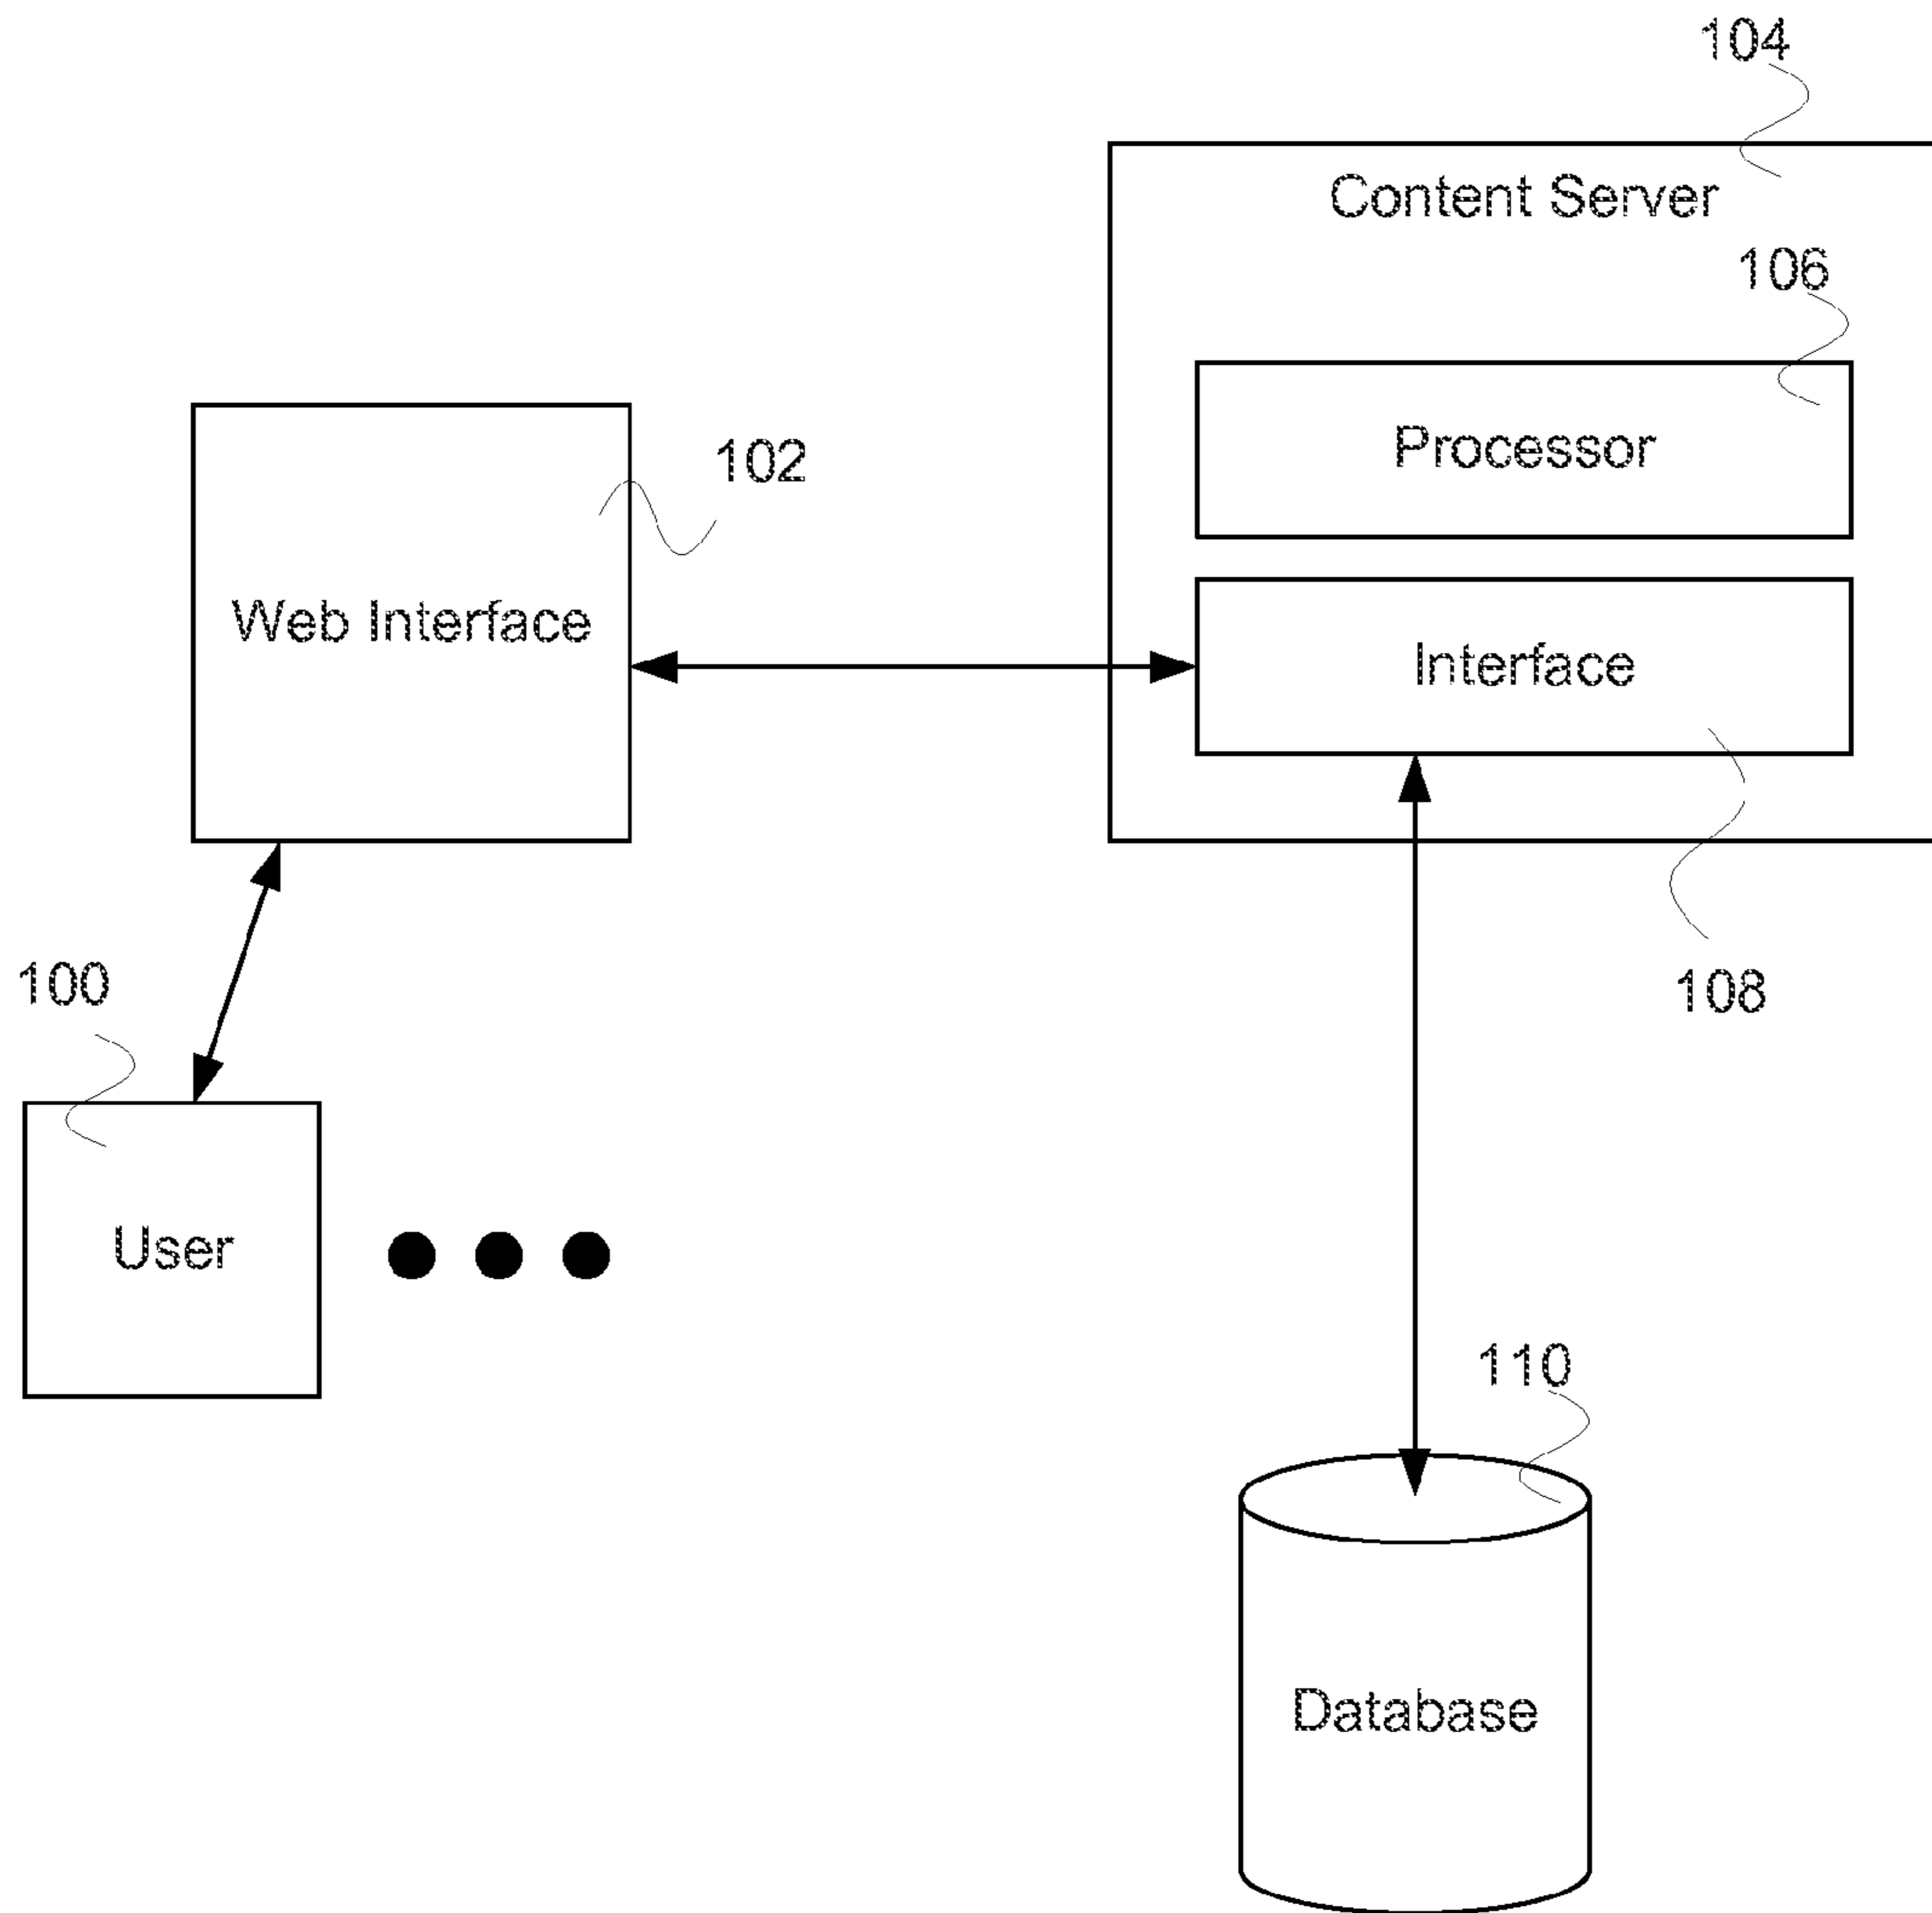 104
Content Server
106
Processor
102
Web Interface
Interface
100
108
User
110
Database